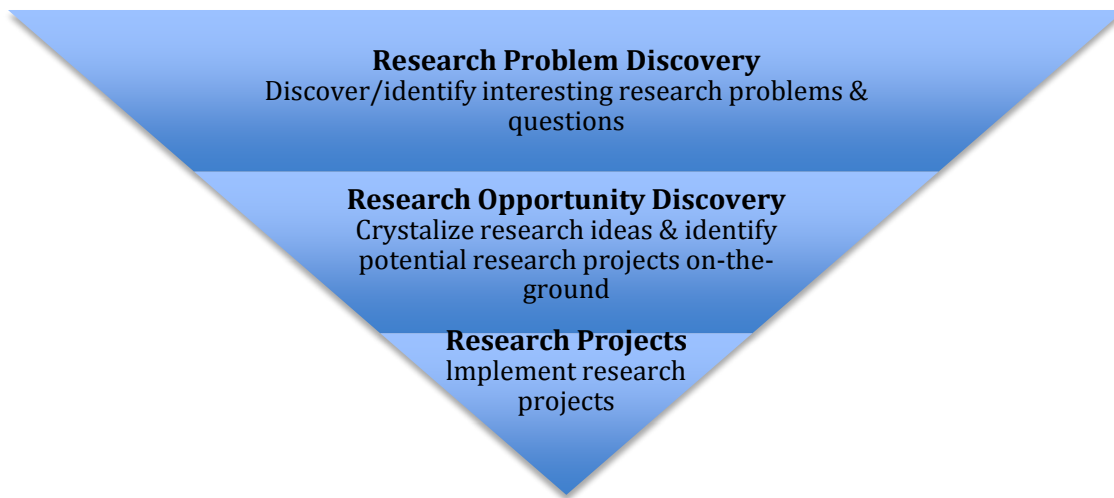 Research Problem Discovery
Discover/identify interesting research problems &
questions
Research Opportunity Discovery
Crystalize research ideas & identify
potential research projects on-the-
ground
Research Projects
Implement research
projects